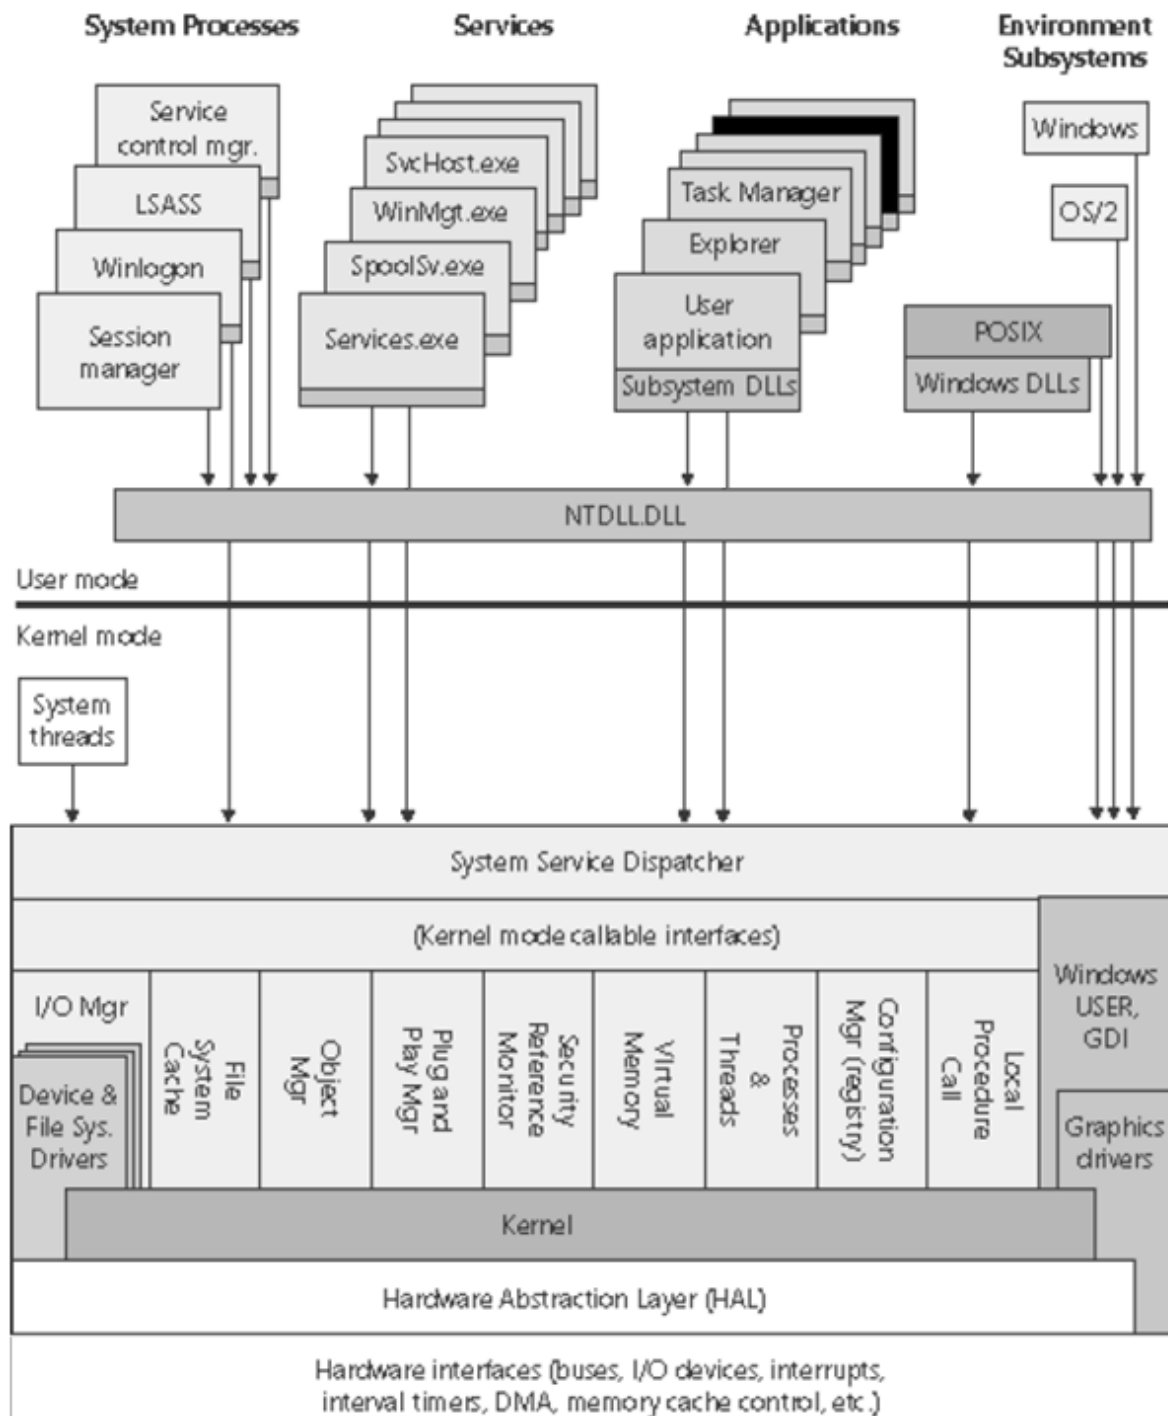 System Processes
Services
Applications
Environment
Subsystems
Service
control mgr.
LSASS
Winlogon
Session
manager
SvcHost.exe
WinMgt.exe
SpoolSv.exe
Services.exe
Task Manager
Explorer
User
application
Subsystem DLLs
Windows
OS/2
POSIX
Windows DLLs
NTDLL.DLL
User mode
Kernel mode
System
threads
System Service Dispatcher
(Kernel mode callable interfaces)
I/O Mgr
Device &
File Sys.
Drivers
File
System
Cache
Object
Mgr
Plug and
Play Mgr
Security
Reference
Monitor
VIrtual
Memory
Processes
&
Threads
Configuration
Mgr (registry)
Local
Procedure
Call
Windows
USER,
GDI
Graphics
drivers
Kernel
Hardware Abstraction Layer (HAL)
Hardware interfaces (buses, I/O devices, interrupts,
interval timers, DMA, memory cache control, etc.)